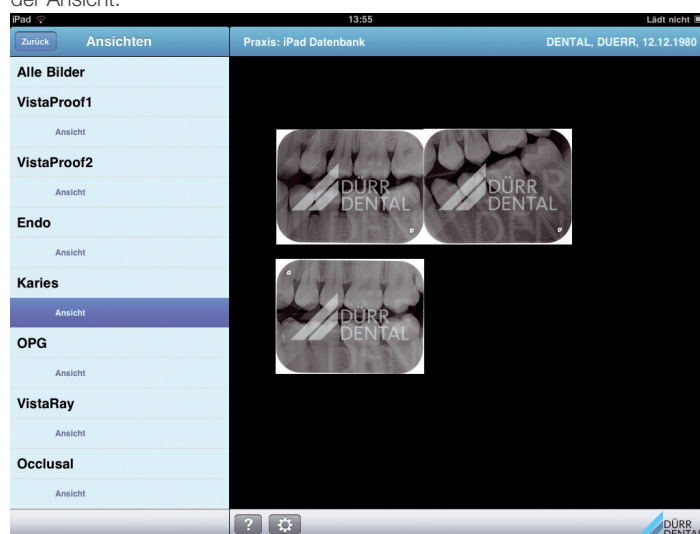 der Ansicht.
iPad 13:55 Lädt nicht
Zurück Ansichten Praxis: iPad Datenbank DENTAL, DUERR, 12.12.1980
Alle Bilder
VistaProof1
Ansicht
VistaProof2
Ansicht
Endo
Ansicht
Karies
Ansicht
OPG
Ansicht
VistaRay
Ansicht
Occlusal
Ansicht
DÜRR
DENTAL
DÜRR
DENTAL
DÜRR
DENTAL
?
DÜRR
DENTAL